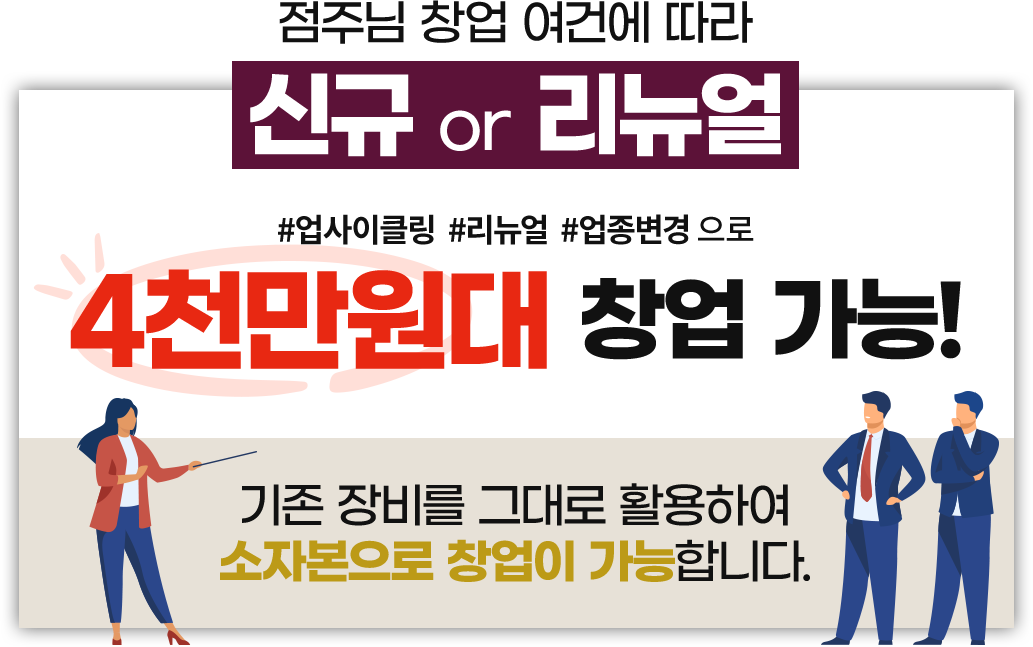 점주님 창업 여건에 따라
신규 or 리뉴얼
#업사이클링 #리뉴얼 #업종변경 으로
4천만원대 창업 가능!
기존 장비를 그대로 활용하여
소자본으로 창업이 가능합니다.